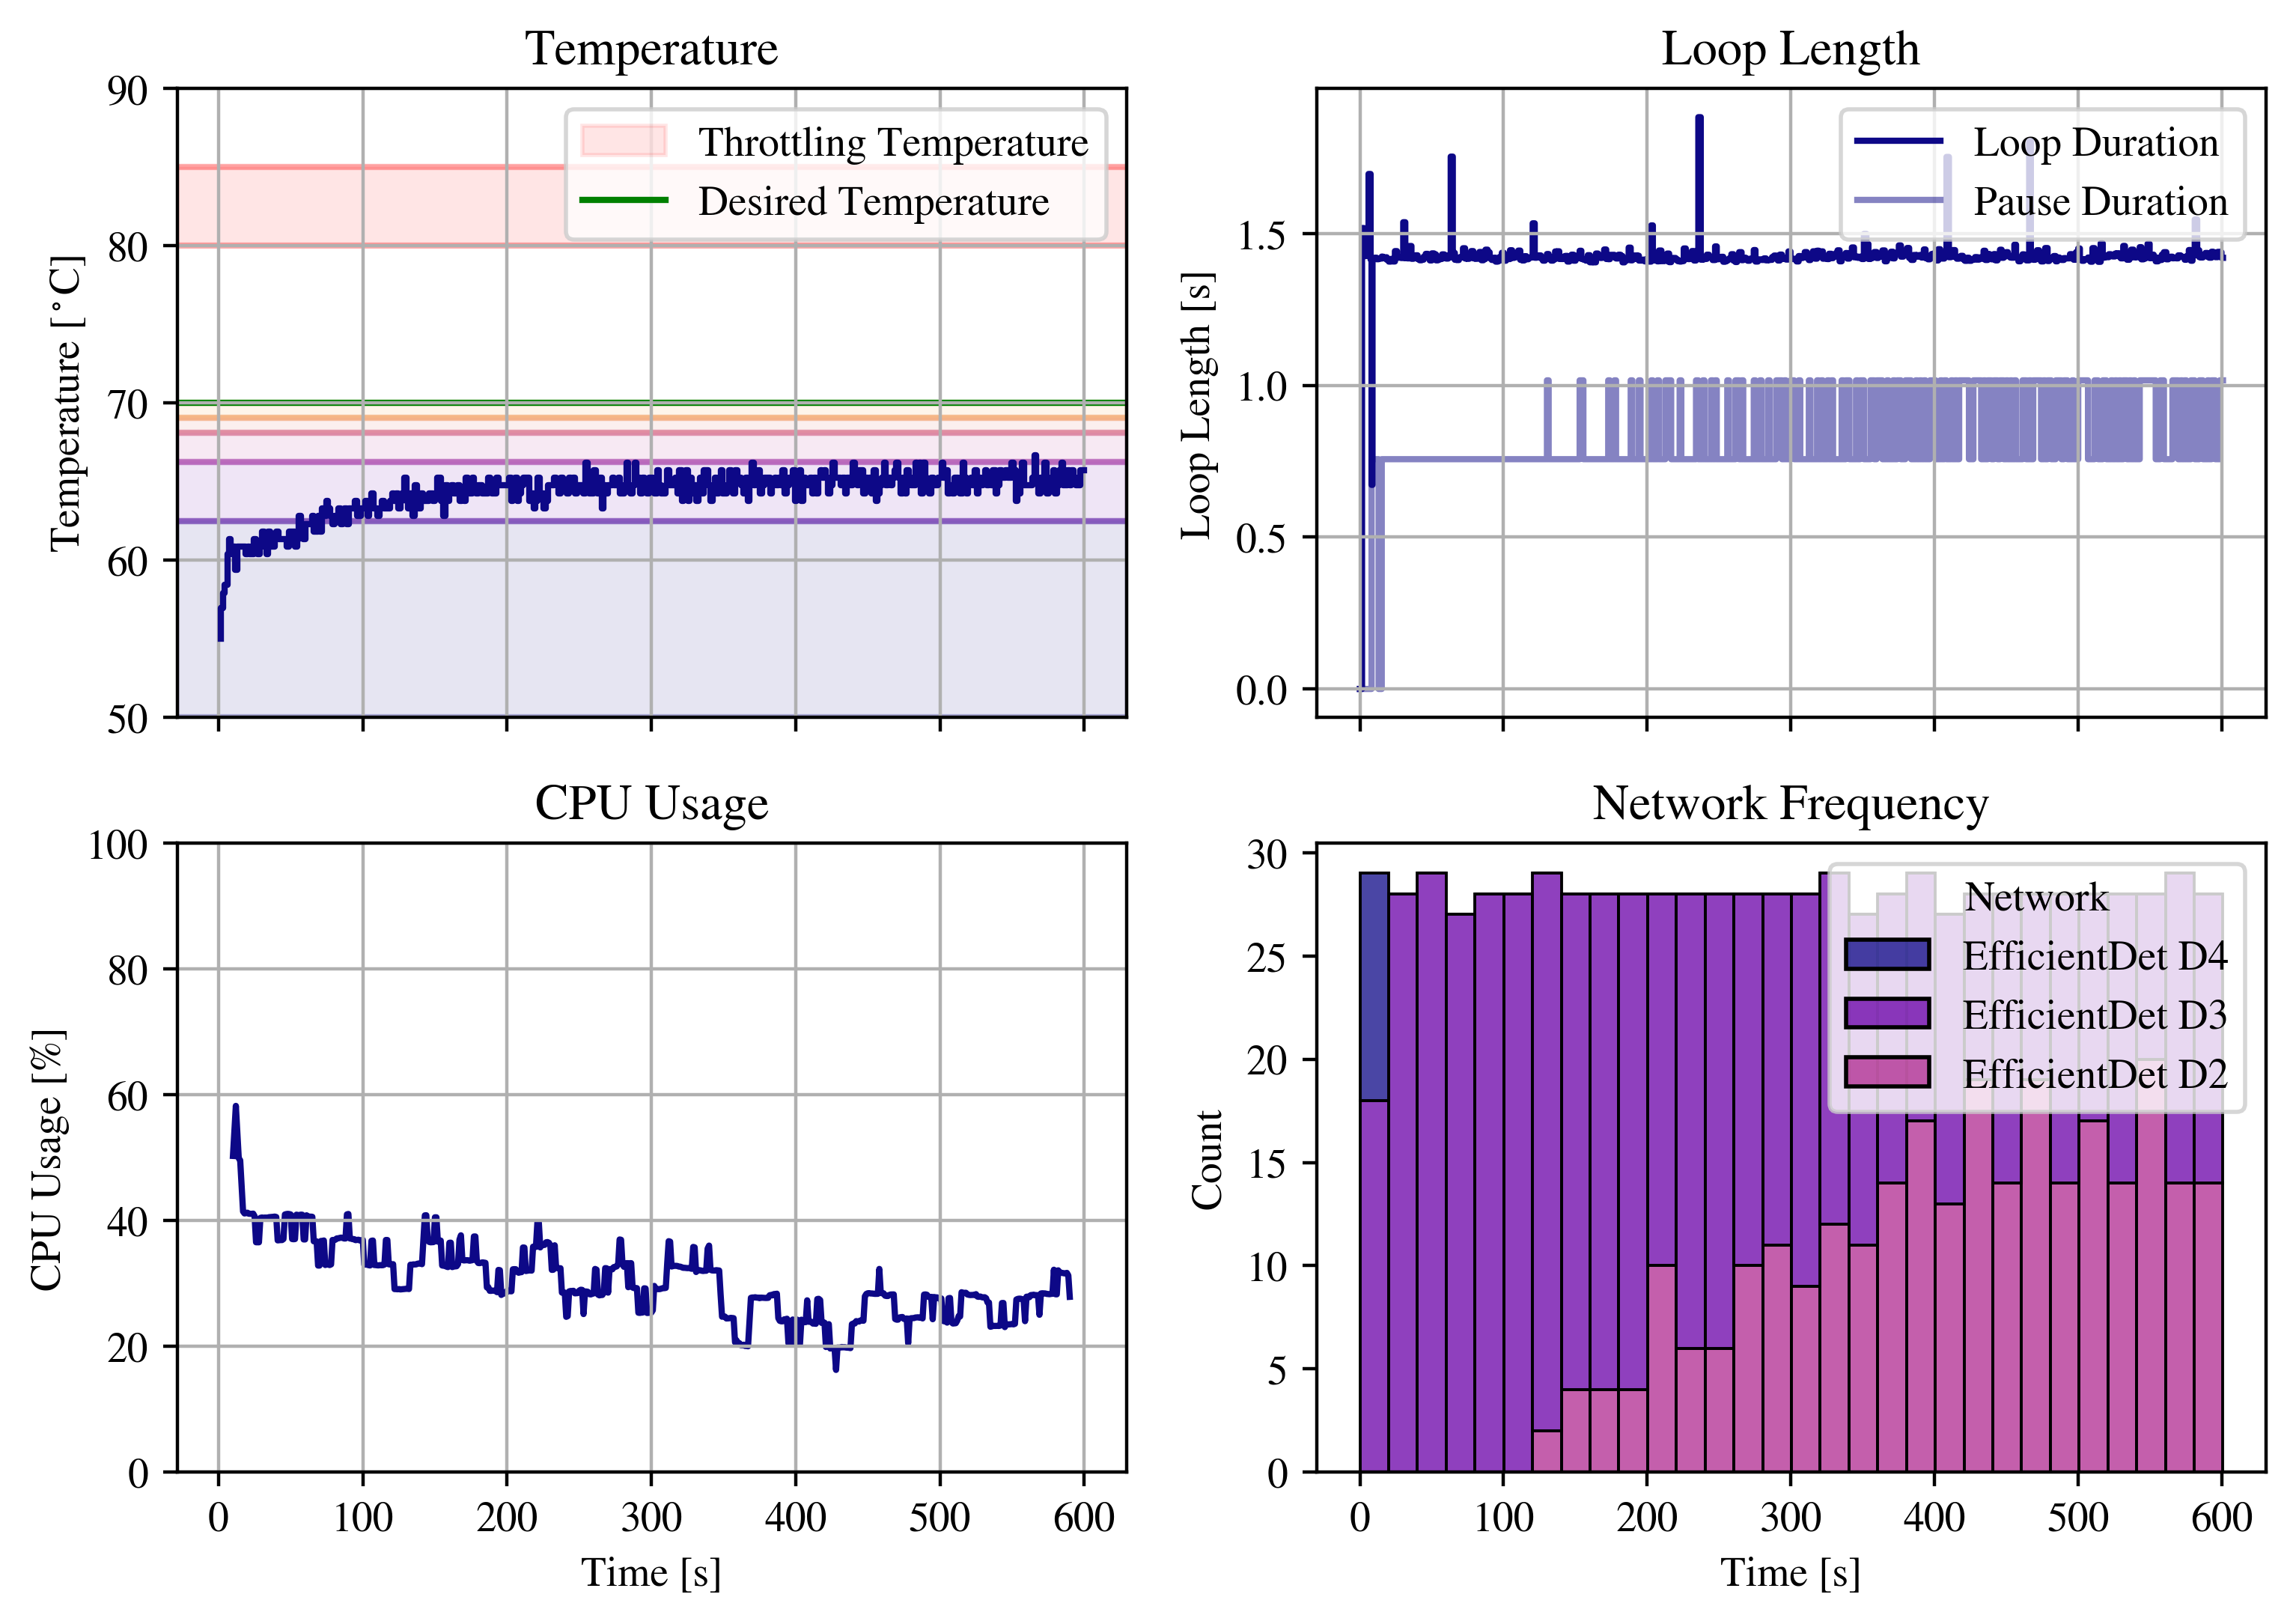 Temperature
90
80
70
60
50
Temperature [°C]
Throttling Temperature
Desired Temperature
Loop Length
1.5
1.0
0.5
0.0
Loop Length [s]
Loop Duration
Pause Duration
CPU Usage
100
80
60
40
20
0
CPU Usage [%]
0 100 200 300 400 500 600
Time [s]
Network Frequency
30
25
20
15
10
5
0
Count
Network
EfficientDet D4
EfficientDet D3
EfficientDet D2
0 100 200 300 400 500 600
Time [s]